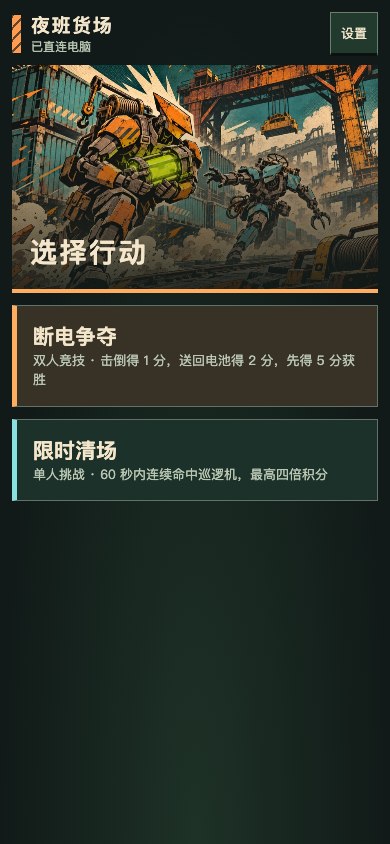 夜班货场
已直连电脑
设置
选择行动
断电争夺
双人竞技 · 击倒得 1 分，送回电池得 2 分，先得 5 分获
胜
限时清场
单人挑战 · 60 秒内连续命中巡逻机，最高四倍积分